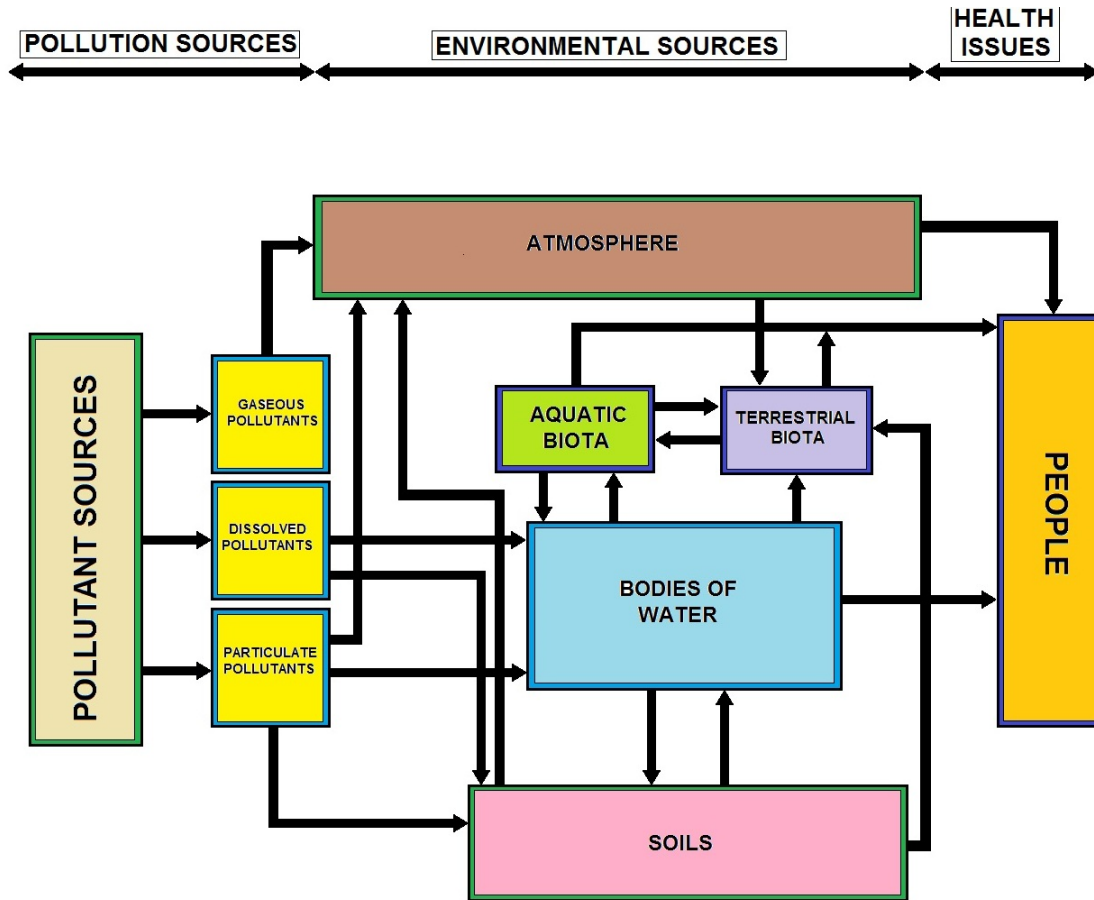 POLLUTION SOURCES
ENVIRONMENTAL SOURCES
HEALTH
ISSUES
ATMOSPHERE
POLLUTANT SOURCES
GASEOUS
POLLUTANTS
AQUATIC
BIOTA
TERRESTRIAL
BIOTA
PEOPLE
DISSOLVED
POLLUTANTS
BODIES OF
WATER
PARTICULATE
POLLUTANTS
SOILS